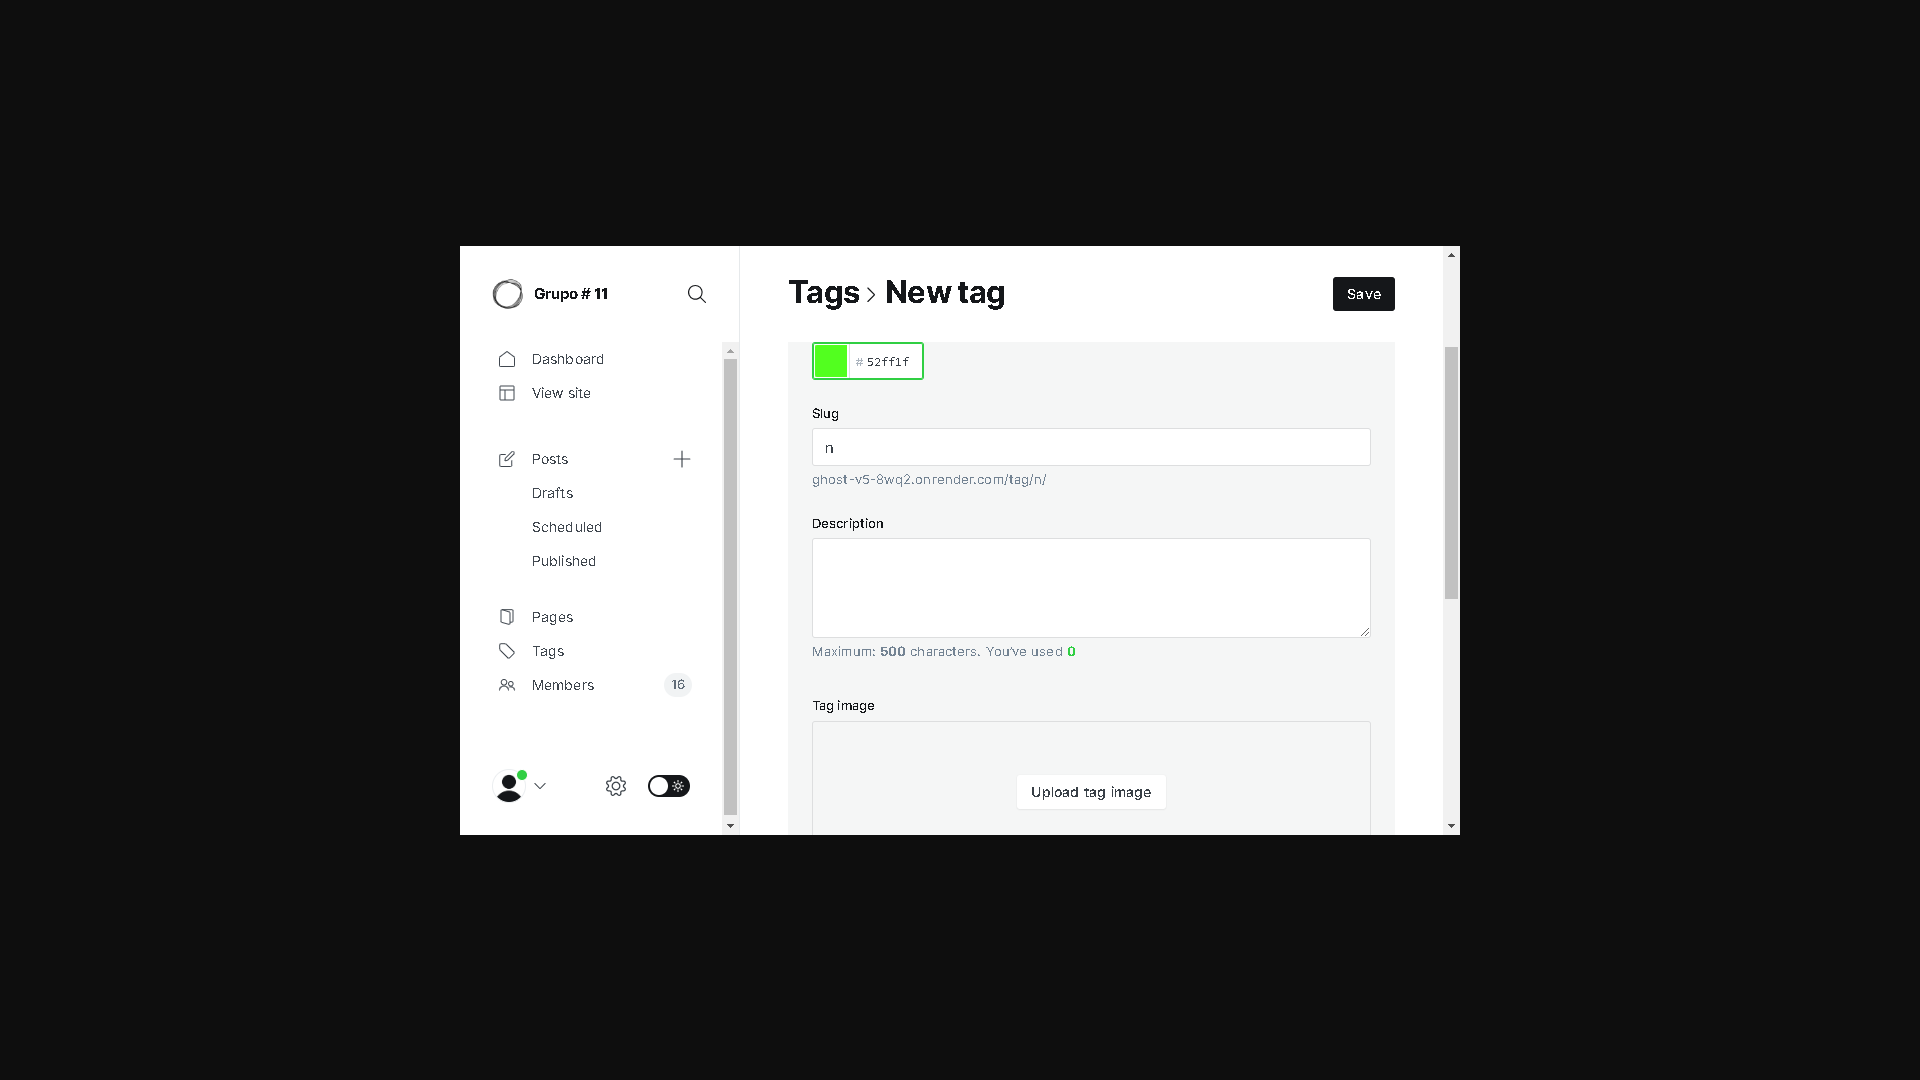 Grupo # 11
Dashboard
View site
Posts
Drafts
Scheduled
Published
Pages
Tags
Members 16
Tags > New tag
Save
# 52ff1f
Slug
n
ghost-v5-8wq2.onrender.com/tag/n/
Description
Maximum: 500 characters. You've used 0
Tag image
Upload tag image